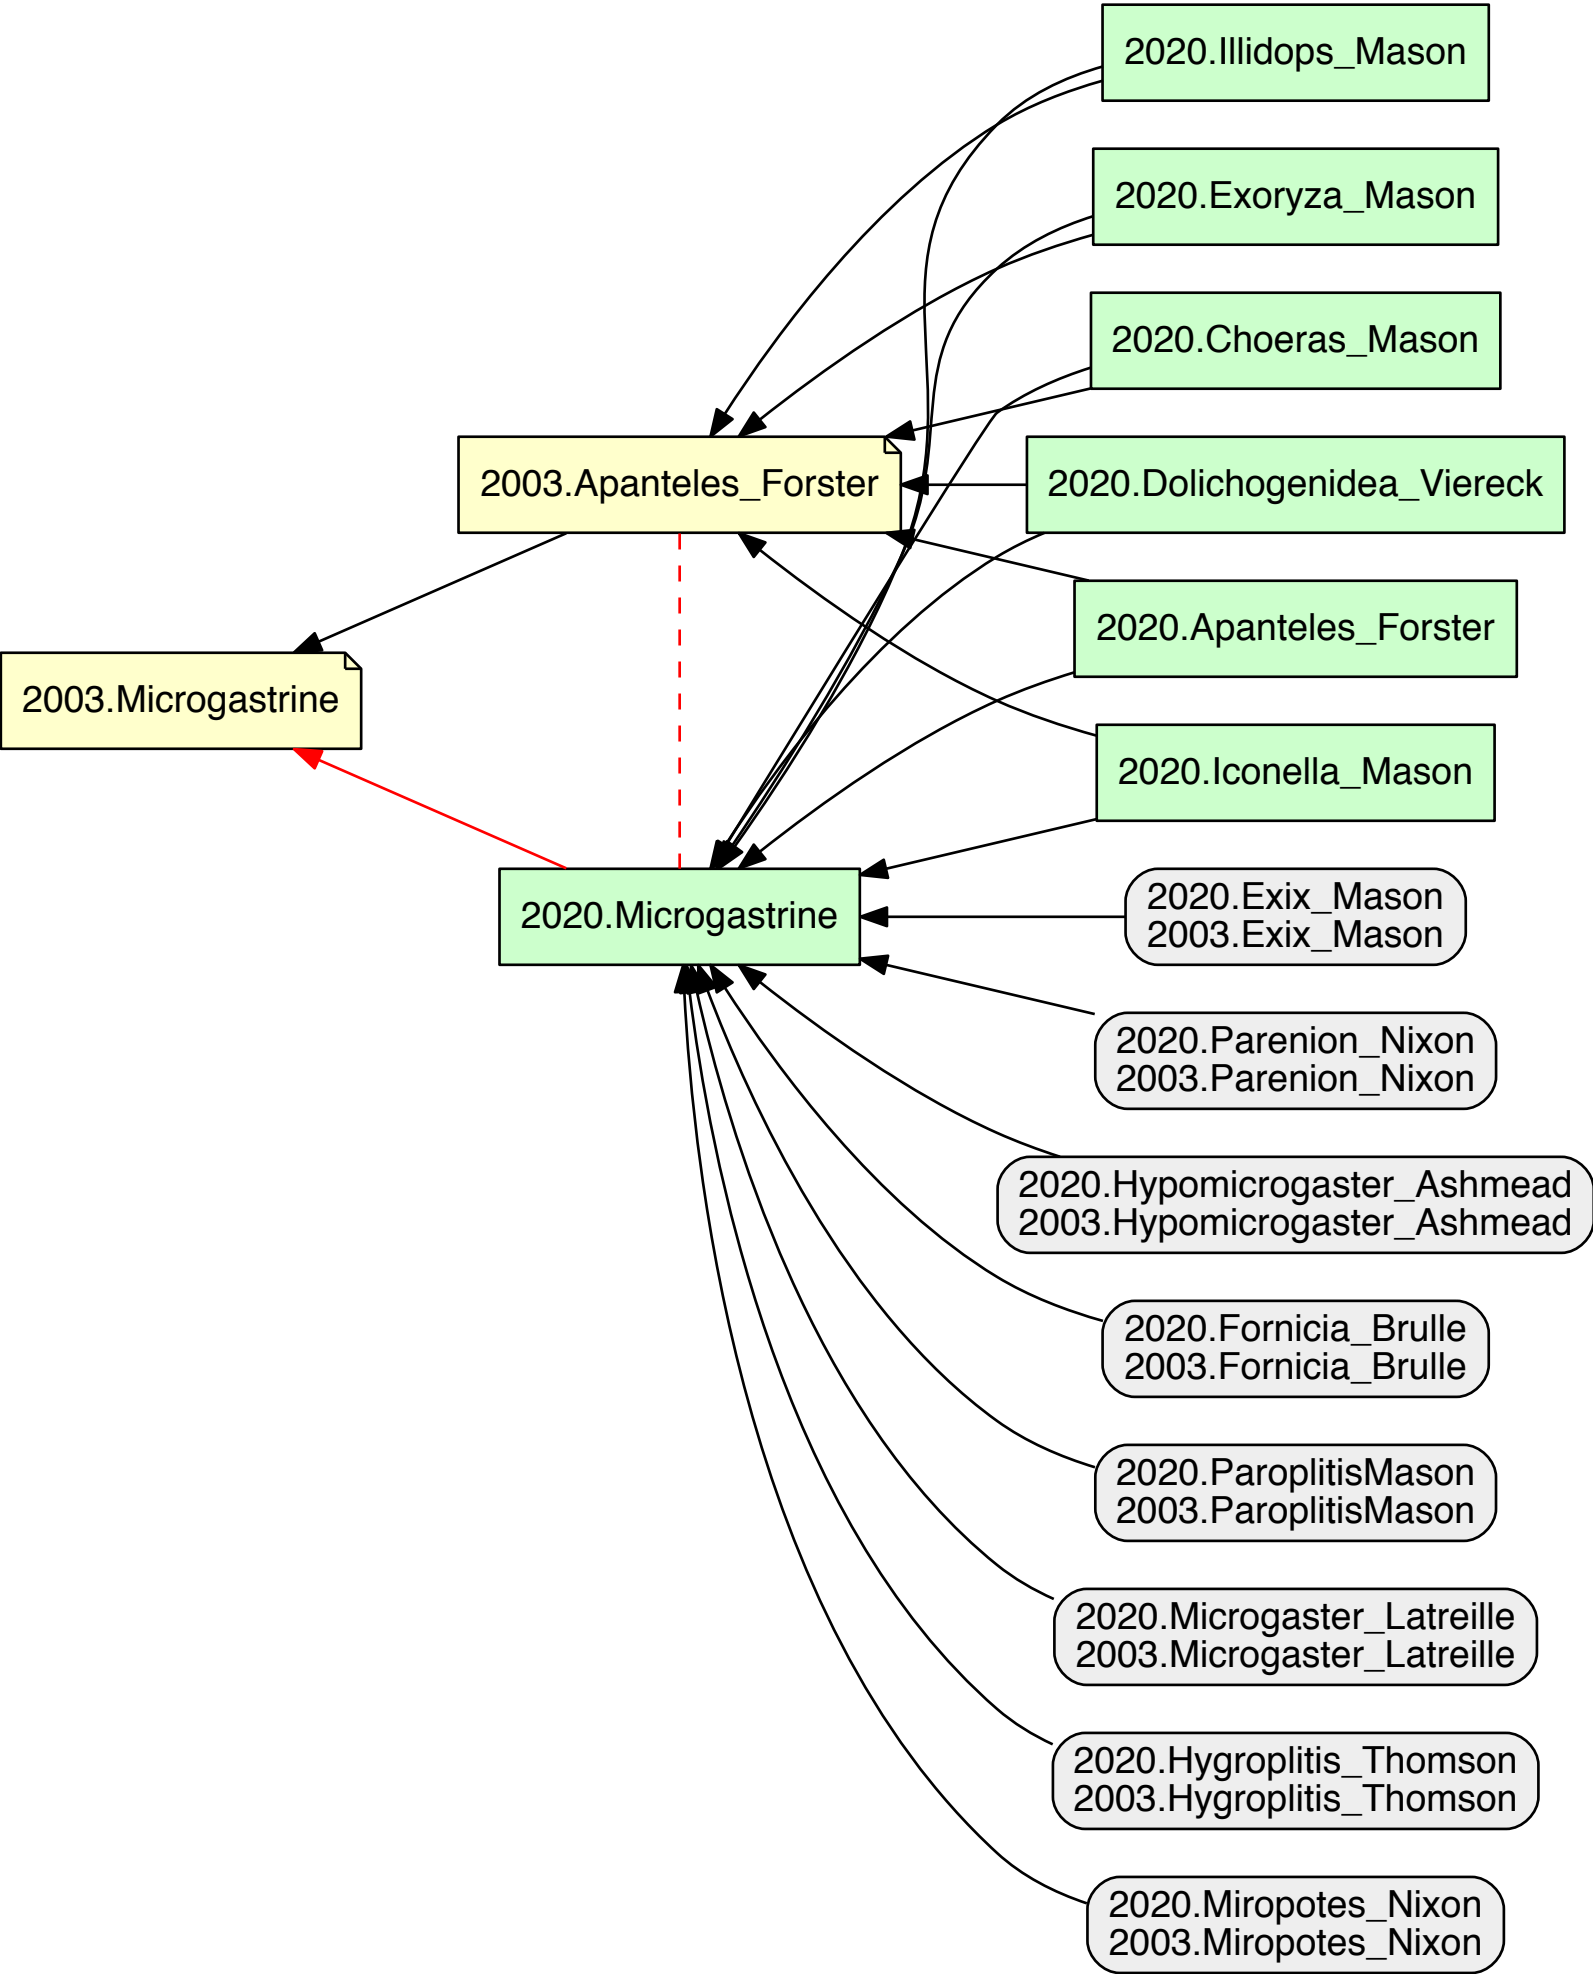 2020.Illidops_Mason
2020.Exoryza_Mason
2020.Choeras_Mason
2003.Apanteles_Forster
2020.Dolichogenidea_Viereck
2020.Apanteles_Forster
2003.Microgastrine
2020.Iconella_Mason
2020.Microgastrine
2020.Exix_Mason
2003.Exix_Mason
2020.Parenion_Nixon
2003.Parenion_Nixon
2020.Hypomicrogaster_Ashmead
2003.Hypomicrogaster_Ashmead
2020.Fornicia_Brulle
2003.Fornicia_Brulle
2020.ParoplitisMason
2003.ParoplitisMason
2020.Microgaster_Latreille
2003.Microgaster_Latreille
2020.Hygroplitis_Thomson
2003.Hygroplitis_Thomson
2020.Miropotes_Nixon
2003.Miropotes_Nixon